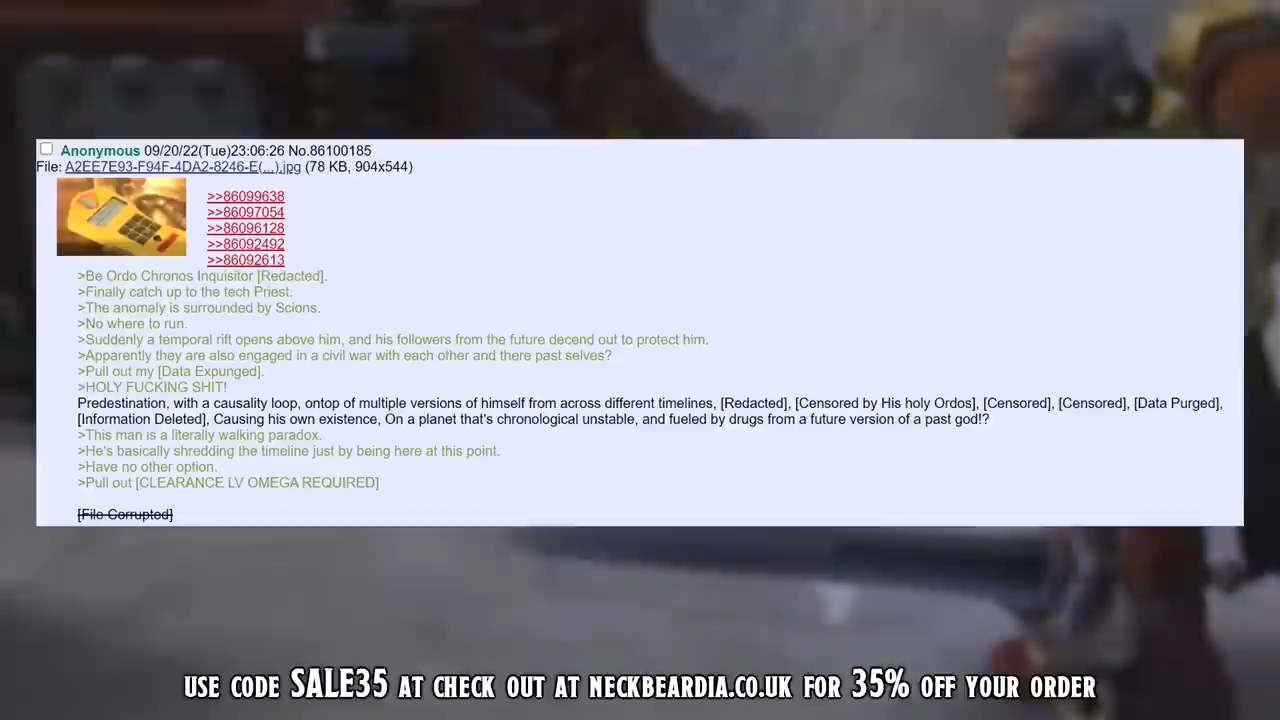 Anonymous 09/20/22(Tue)23:06:26 No.86100185
File: A2EE7E93-F94F-4DA2-8246-E(...).jpg (78 KB, 904x544)
>>86099638
>>86097054
>>86096128
>>86092492
>>86092613
>Be Ordo Chronos Inquisitor [Redacted].
>Finally catch up to the tech Priest.
>The anomaly is surrounded by Scions.
>No where to run.
>Suddenly a temporal rift opens above him, and his followers from the future decend out to protect him.
>Apparently they are also engaged in a civil war with each other and there past selves?
>Pull out my [Data Expunged].
>HOLY FUCKING SHIT!
Predestination, with a causality loop, ontop of multiple versions of himself from across different timelines, [Redacted], [Censored by His holy Ordos], [Censored], [Censored], [Data Purged],
[Information Deleted], Causing his own existence, On a planet that's chronological unstable, and fueled by drugs from a future version of a past god!?
>This man is a literally walking paradox.
>He's basically shredding the timeline just by being here at this point.
>Have no other option.
>Pull out [CLEARANCE LV OMEGA REQUIRED]
[File Corrupted]
USE CODE SALE35 AT CHECK OUT AT NECKBEARDIA.CO.UK FOR 35% OFF YOUR ORDER